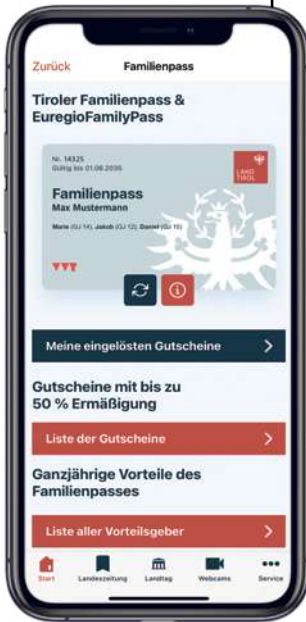 Zurück Familienpass
Tiroler Familienpass &
EuregioFamilyPass
Nr. 14325
Gültig bis 01.08.2035
LAND
TIROL
Familienpass
Max Mustermann
Marie (GJ 14), Jakob (GJ 12), Daniel (GJ 10)
VVT
Meine eingelösten Gutscheine
Gutscheine mit bis zu
50 % Ermäßigung
Liste der Gutscheine
Ganzjährige Vorteile des
Familienpasses
Liste aller Vorteilsgeber
Start Landeszeitung Landtag Webcams Service